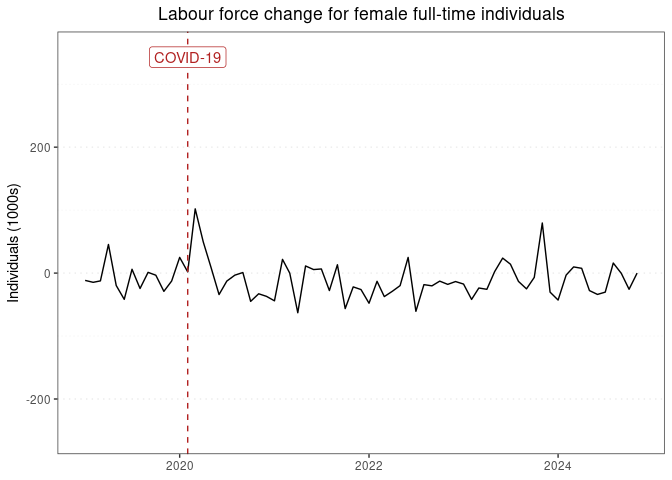 Labour force change for female full-time individuals
COVID-19
Individuals (1000s)
200
0
-200
2020
2022
2024